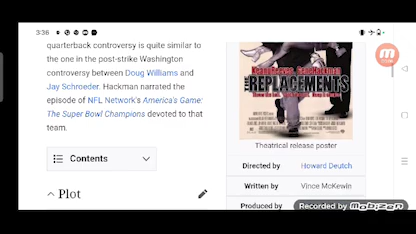 3:36
quarterback controversy is quite similar to
the one in the post-strike Washington
controversy between Doug Williams and
Jay Schroeder. Hackman narrated the
episode of NFL Network's America's Game:
The Super Bowl Champions devoted to that
team.
Contents
Plot
KeanuReeves, GeneHackman
THE REPLACEMENTS
Theatrical release poster
Directed by Howard Deutch
Written by Vince McKewin
Produced by
Recorded by Mobizen